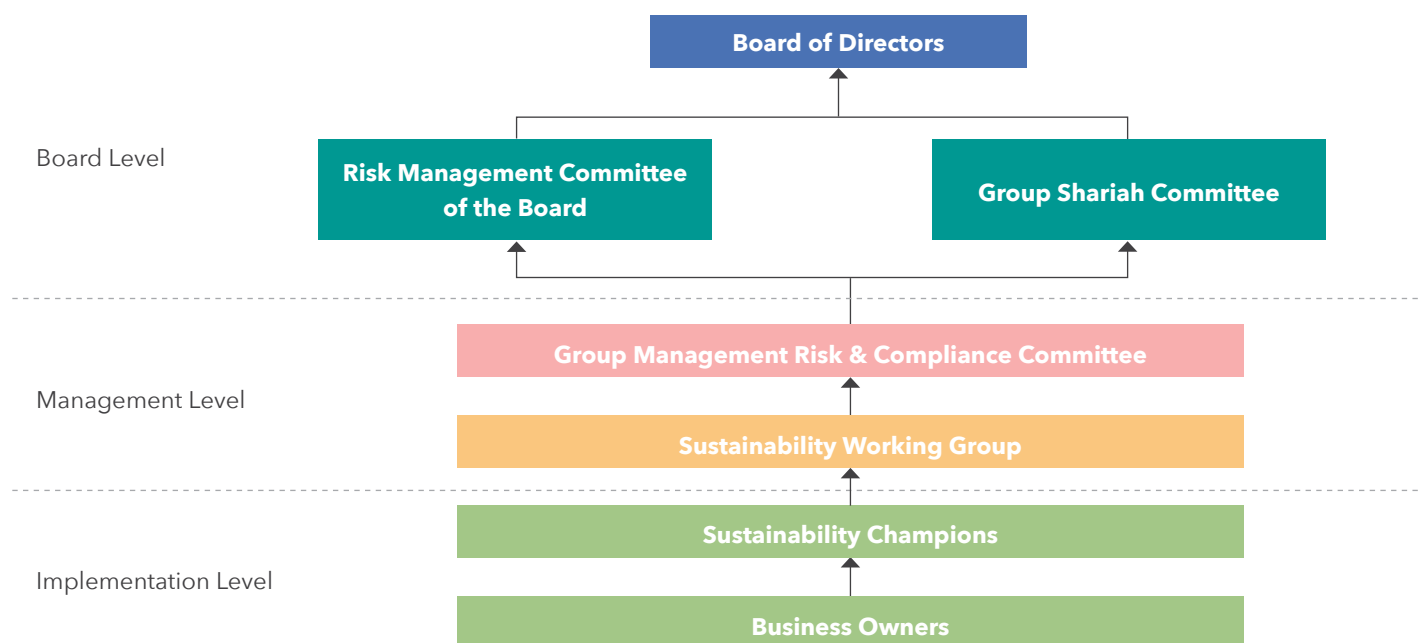 Board of Directors
Board Level
Risk Management Committee
of the Board
Group Shariah Committee
Group Management Risk & Compliance Committee
Management Level
Sustainability Working Group
Sustainability Champions
Implementation Level
Business Owners